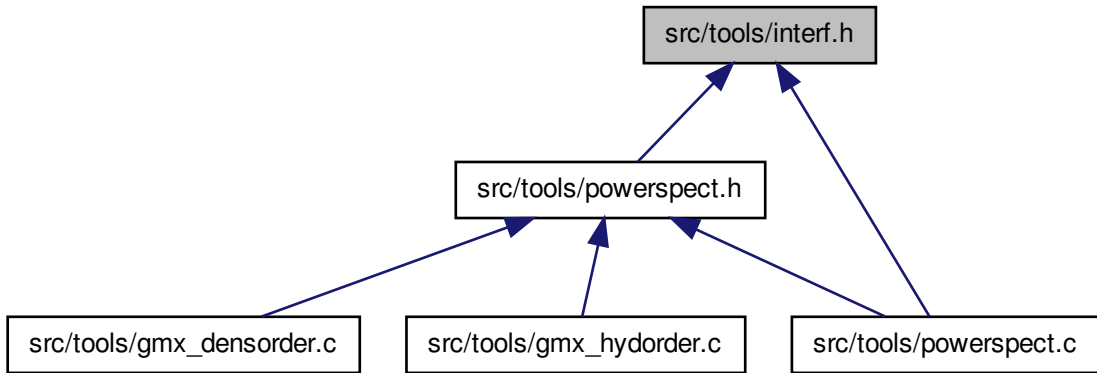 src/tools/interf.h
src/tools/powerspect.h
src/tools/gmx_densorder.c
src/tools/gmx_hydorder.c
src/tools/powerspect.c